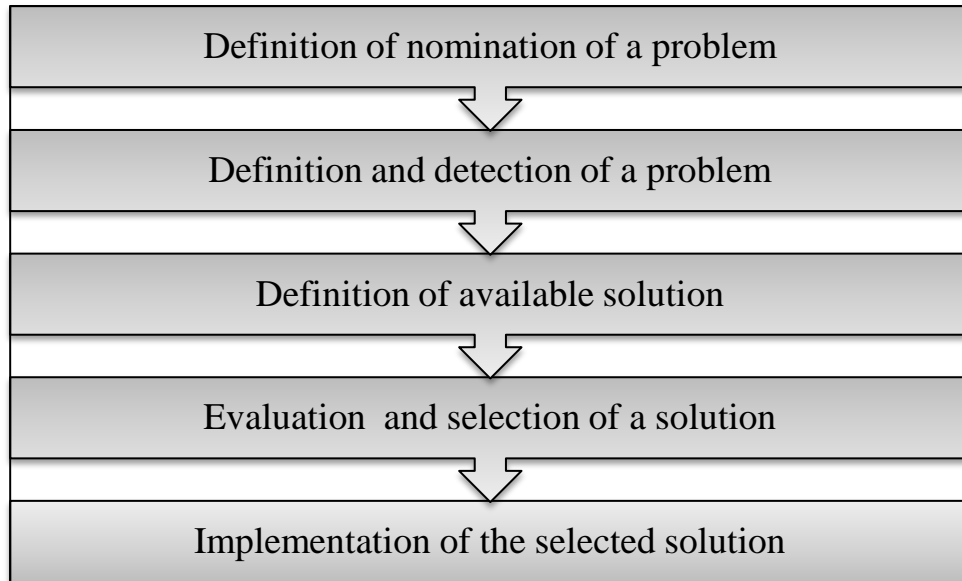 Definition of nomination of a problem
Definition and detection of a problem
Definition of available solution
Evaluation  and selection of a solution
Implementation of the selected solution